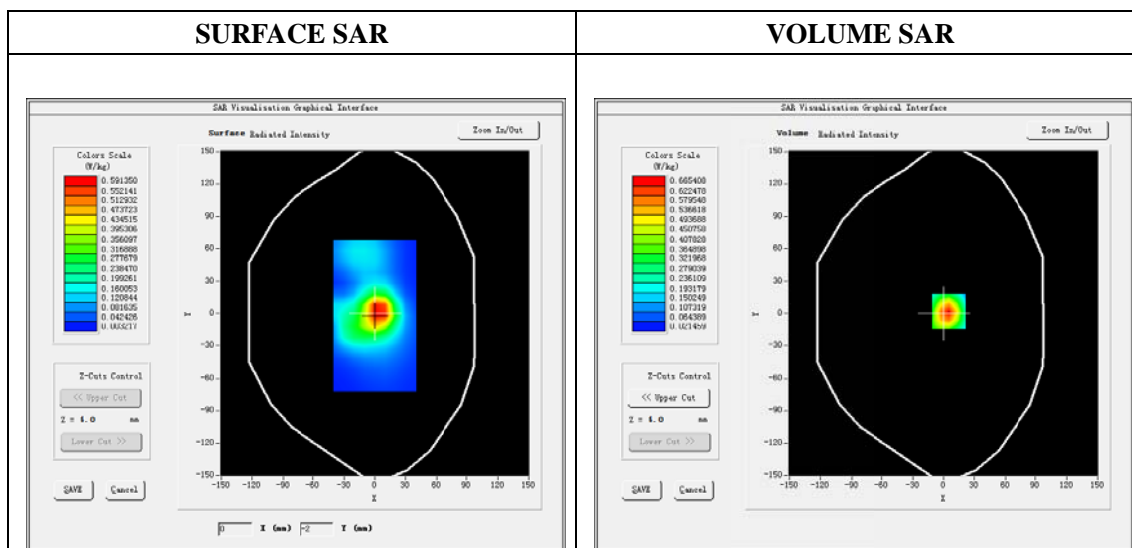 SURFACE SAR
VOLUME SAR
SAR Visualisation Graphical Interface
Surface Radiated Intensity
Zoom In/Out
Colors Scale
(W/kg)
0.591350
0.552141
0.512932
0.473723
0.434515
0.395306
0.356097
0.316888
0.277679
0.238470
0.199261
0.160053
0.120844
0.081635
0.042426
0.003217
Z-Cuts Control
<< Upper Cut
Z = 4.0 mm
Lower Cut >>
SAVE
Cancel
150
120
90
60
30
0
-30
-60
-90
-120
-150
Y
-150 -120 -90 -60 -30 0 30 60 90 120 150
X
0 X (mm) -2 Y (mm)
SAR Visualisation Graphical Interface
Volume Radiated Intensity
Zoom In/Out
Colors Scale
(W/kg)
0.665408
0.622478
0.579548
0.536618
0.493688
0.450758
0.407828
0.364898
0.321968
0.279039
0.236109
0.193179
0.150249
0.107319
0.064389
0.021459
Z-Cuts Control
<< Upper Cut
Z = 4.0 mm
Lower Cut >>
SAVE
Cancel
150
120
90
60
30
0
-30
-60
-90
-120
-150
Y
-150 -120 -90 -60 -30 0 30 60 90 120 150
X